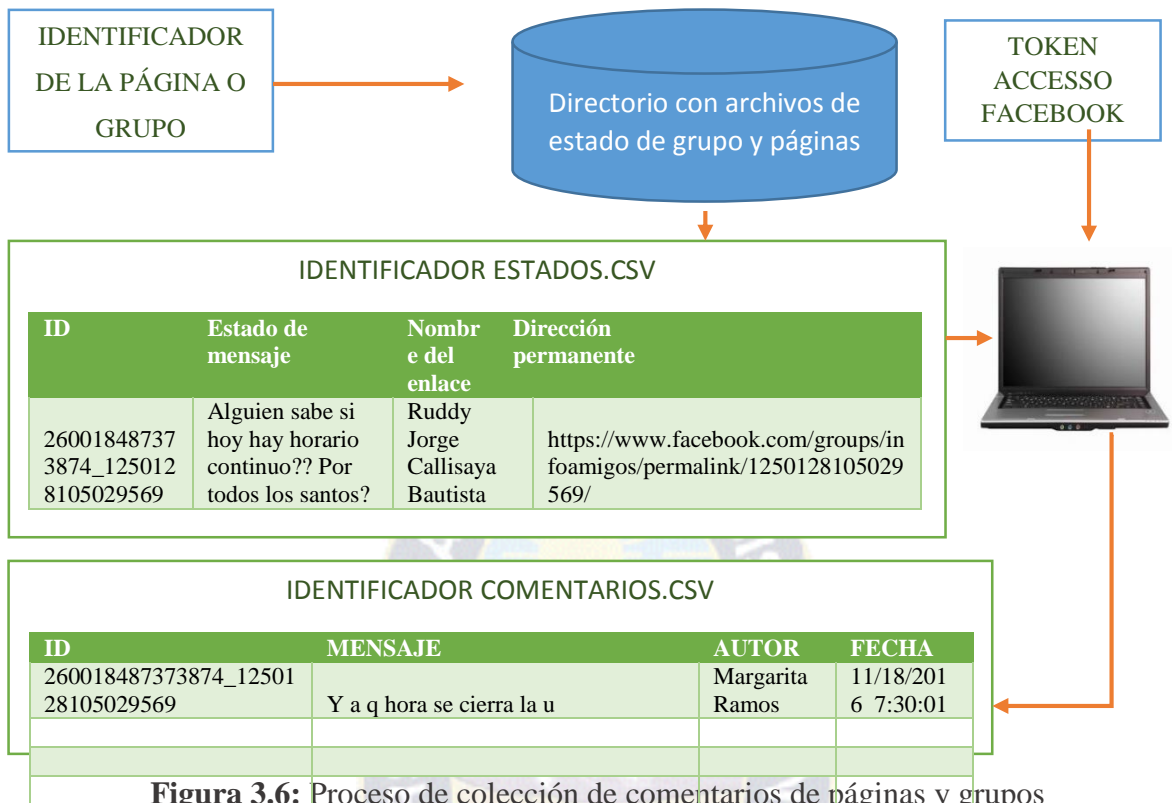 IDENTIFICADOR
DE LA PÁGINA O
GRUPO
Directorio con archivos de
estado de grupo y páginas
TOKEN
ACCESSO
FACEBOOK
IDENTIFICADOR ESTADOS.CSV
ID
Estado de
mensaje
Nombr
e del
enlace
Dirección
permanente
26001848737
3874_125012
8105029569
Alguien sabe si
hoy hay horario
continuo?? Por
todos los santos?
Ruddy
Jorge
Callisaya
Bautista
https://www.facebook.com/groups/in
foamigos/permalink/1250128105029
569/
IDENTIFICADOR COMENTARIOS.CSV
ID
MENSAJE
AUTOR
FECHA
260018487373874_12501
28105029569
Y a q hora se cierra la u
Margarita
Ramos
11/18/201
6 7:30:01
Figura 3.6: Proceso de colección de comentarios de páginas y grupos